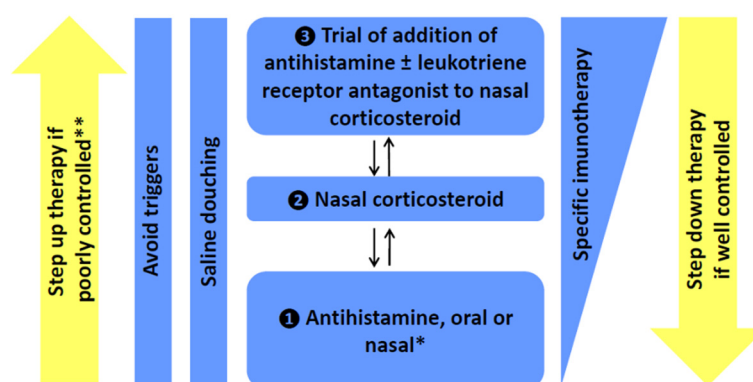 Step up therapy if
poorly controlled**
Avoid triggers
Saline douching
❸ Trial of addition of
antihistamine ± leukotriene
receptor antagonist to nasal
corticosteroid
❷ Nasal corticosteroid
❶ Antihistamine, oral or
nasal*
Specific imunotherapy
Step down therapy
if well controlled